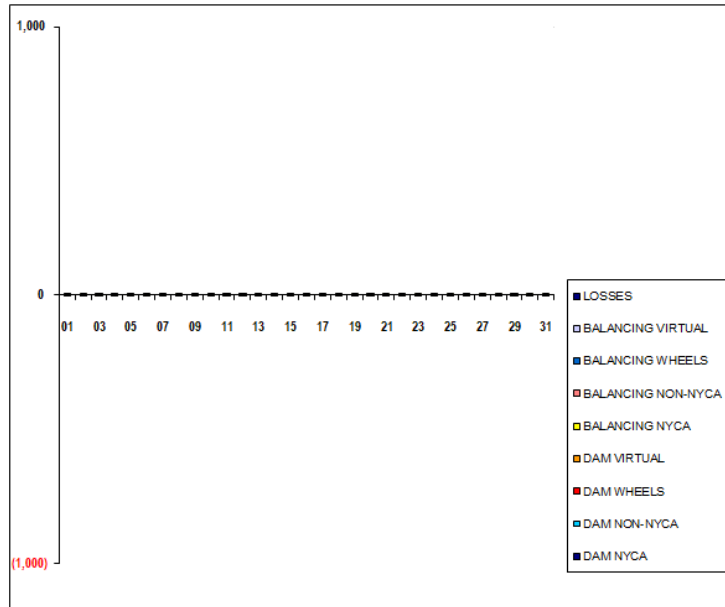 1,000
0
01 03 05 07 09 11 13 15 17 19 21 23 25 27 29 31
(1,000)
LOSSES
BALANCING VIRTUAL
BALANCING WHEELS
BALANCING NON-NYCA
BALANCING NYCA
DAM VIRTUAL
DAM WHEELS
DAM NON-NYCA
DAM NYCA